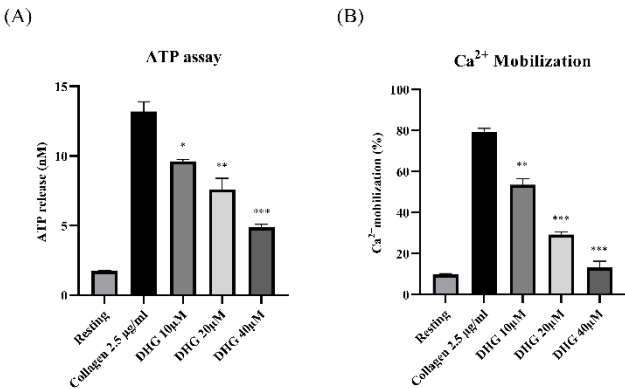 (A)
ATP assay
15
10
5
0
ATP release (nM)
*
**
***
Resting
Collagen 2.5 µg/ml
DHG 10µM
DHG 20µM
DHG 40µM
(B)
Ca²⁺ Mobilization
100
80
60
40
20
0
Ca²⁺mobilization (%)
**
***
***
Resting
Collagen 2.5 µg/ml
DHG 10µM
DHG 20µM
DHG 40µM